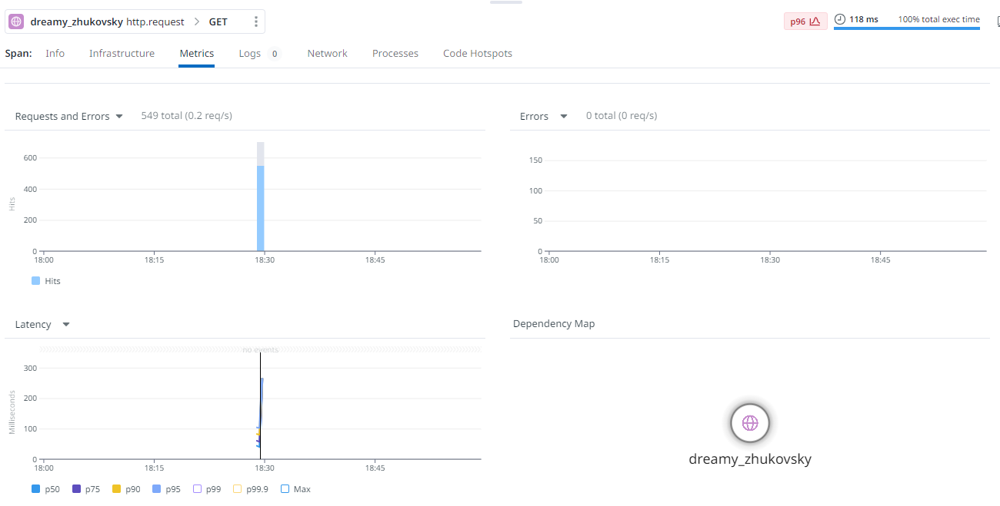 dreamy_zhukovsky http.request > GET
p96 118 ms 100% total exec time
Span: Info Infrastructure Metrics Logs 0 Network Processes Code Hotspots
Requests and Errors 549 total (0.2 req/s)
600
400
200
0
Hits
18:00 18:15 18:30 18:45
Hits
Errors 0 total (0 req/s)
150
100
50
0
18:00 18:15 18:30 18:45
Latency
no events
300
200
100
0
Milliseconds
18:00 18:15 18:30 18:45
p50 p75 p90 p95 p99 p99.9 Max
Dependency Map
dreamy_zhukovsky